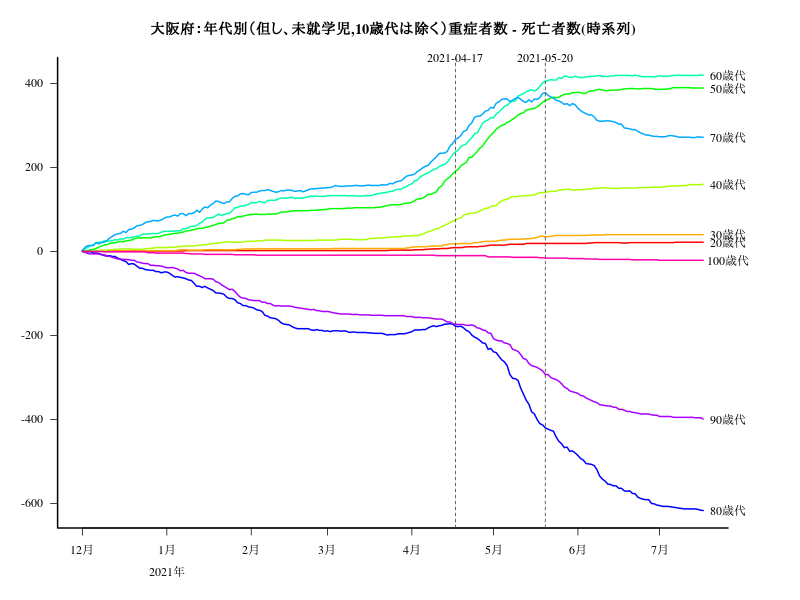 大阪府：年代別（但し、未就学児,10歳代は除く）重症者数 - 死亡者数(時系列)
2021-04-17
2021-05-20
400
200
0
-200
-400
-600
60歳代
50歳代
70歳代
40歳代
30歳代
20歳代
100歳代
90歳代
80歳代
12月
1月
2月
3月
4月
5月
6月
7月
2021年